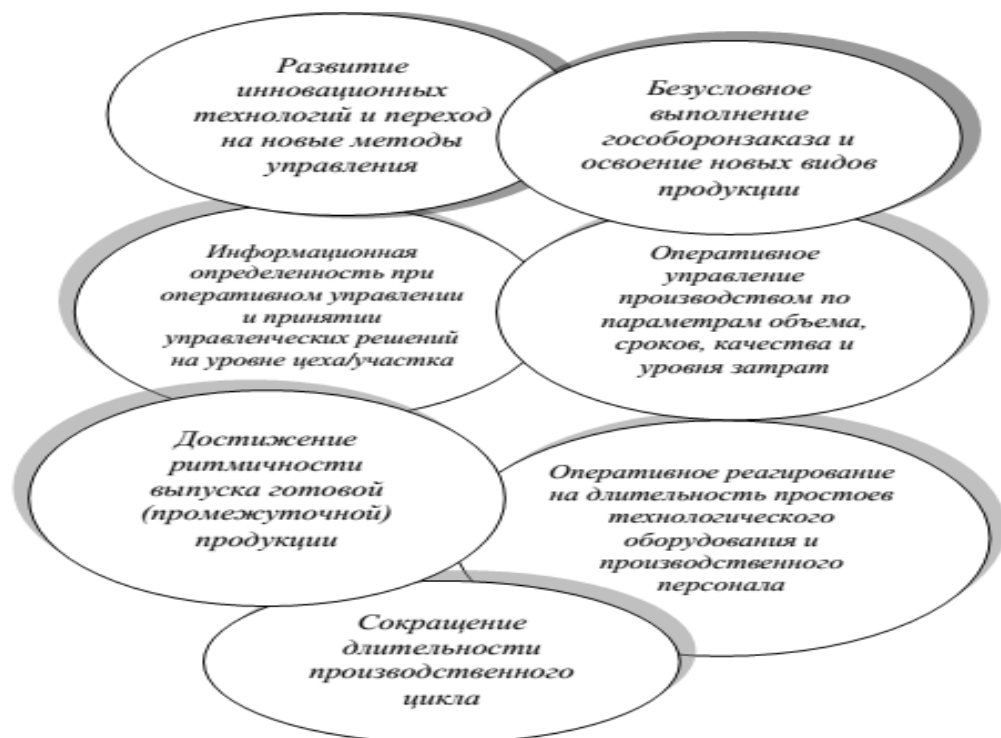 Развитие
инновационных
технологий и переход
на новые методы
управления
Безусловное
выполнение
гособоронзаказа и
освоение новых видов
продукции
Информационная
определенность при
оперативном управлении
и принятии
управленческих решений
на уровне цеха/участка
Оперативное
управление
производством по
параметрам объема,
сроков, качества и
уровня затрат
Достижение
ритмичности
выпуска готовой
(промежуточной)
продукции
Оперативное реагирование
на длительность простоев
технологического
оборудования и
производственного
персонала
Сокращение
длительности
производственного
цикла